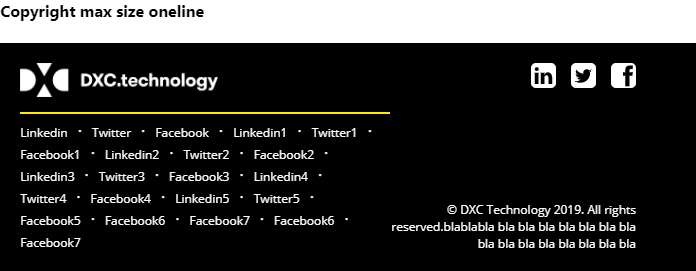 Copyright max size oneline
DXC.technology
Linkedin · Twitter · Facebook · Linkedin1 · Twitter1 ·
Facebook1 · Linkedin2 · Twitter2 · Facebook2 ·
Linkedin3 · Twitter3 · Facebook3 · Linkedin4 ·
Twitter4 · Facebook4 · Linkedin5 · Twitter5 ·
Facebook5 · Facebook6 · Facebook7 · Facebook6 ·
Facebook7
© DXC Technology 2019. All rights
reserved.blablabla bla bla bla bla bla bla bla
bla bla bla bla bla bla bla bla